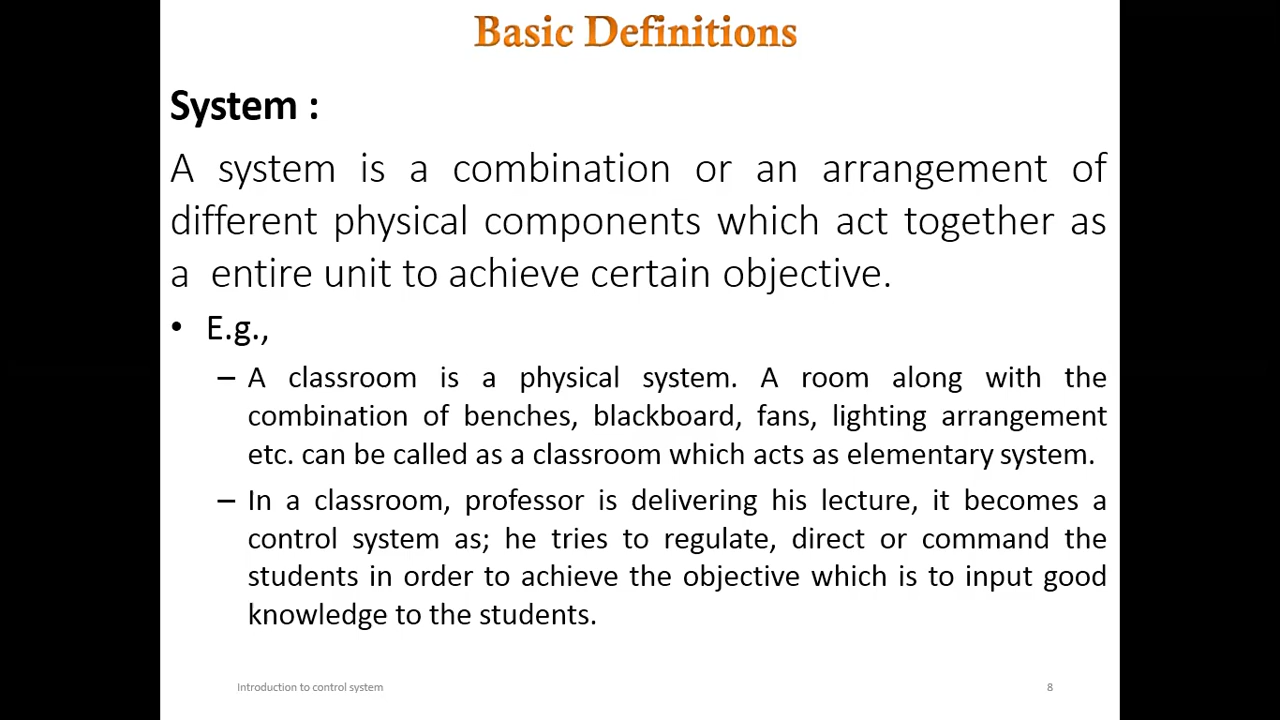 Basic Definitions
System :
A system is a combination or an arrangement of
different physical components which act together as
a entire unit to achieve certain objective.
• E.g.,
– A classroom is a physical system. A room along with the
combination of benches, blackboard, fans, lighting arrangement
etc. can be called as a classroom which acts as elementary system.
– In a classroom, professor is delivering his lecture, it becomes a
control system as; he tries to regulate, direct or command the
students in order to achieve the objective which is to input good
knowledge to the students.
Introduction to control system
8